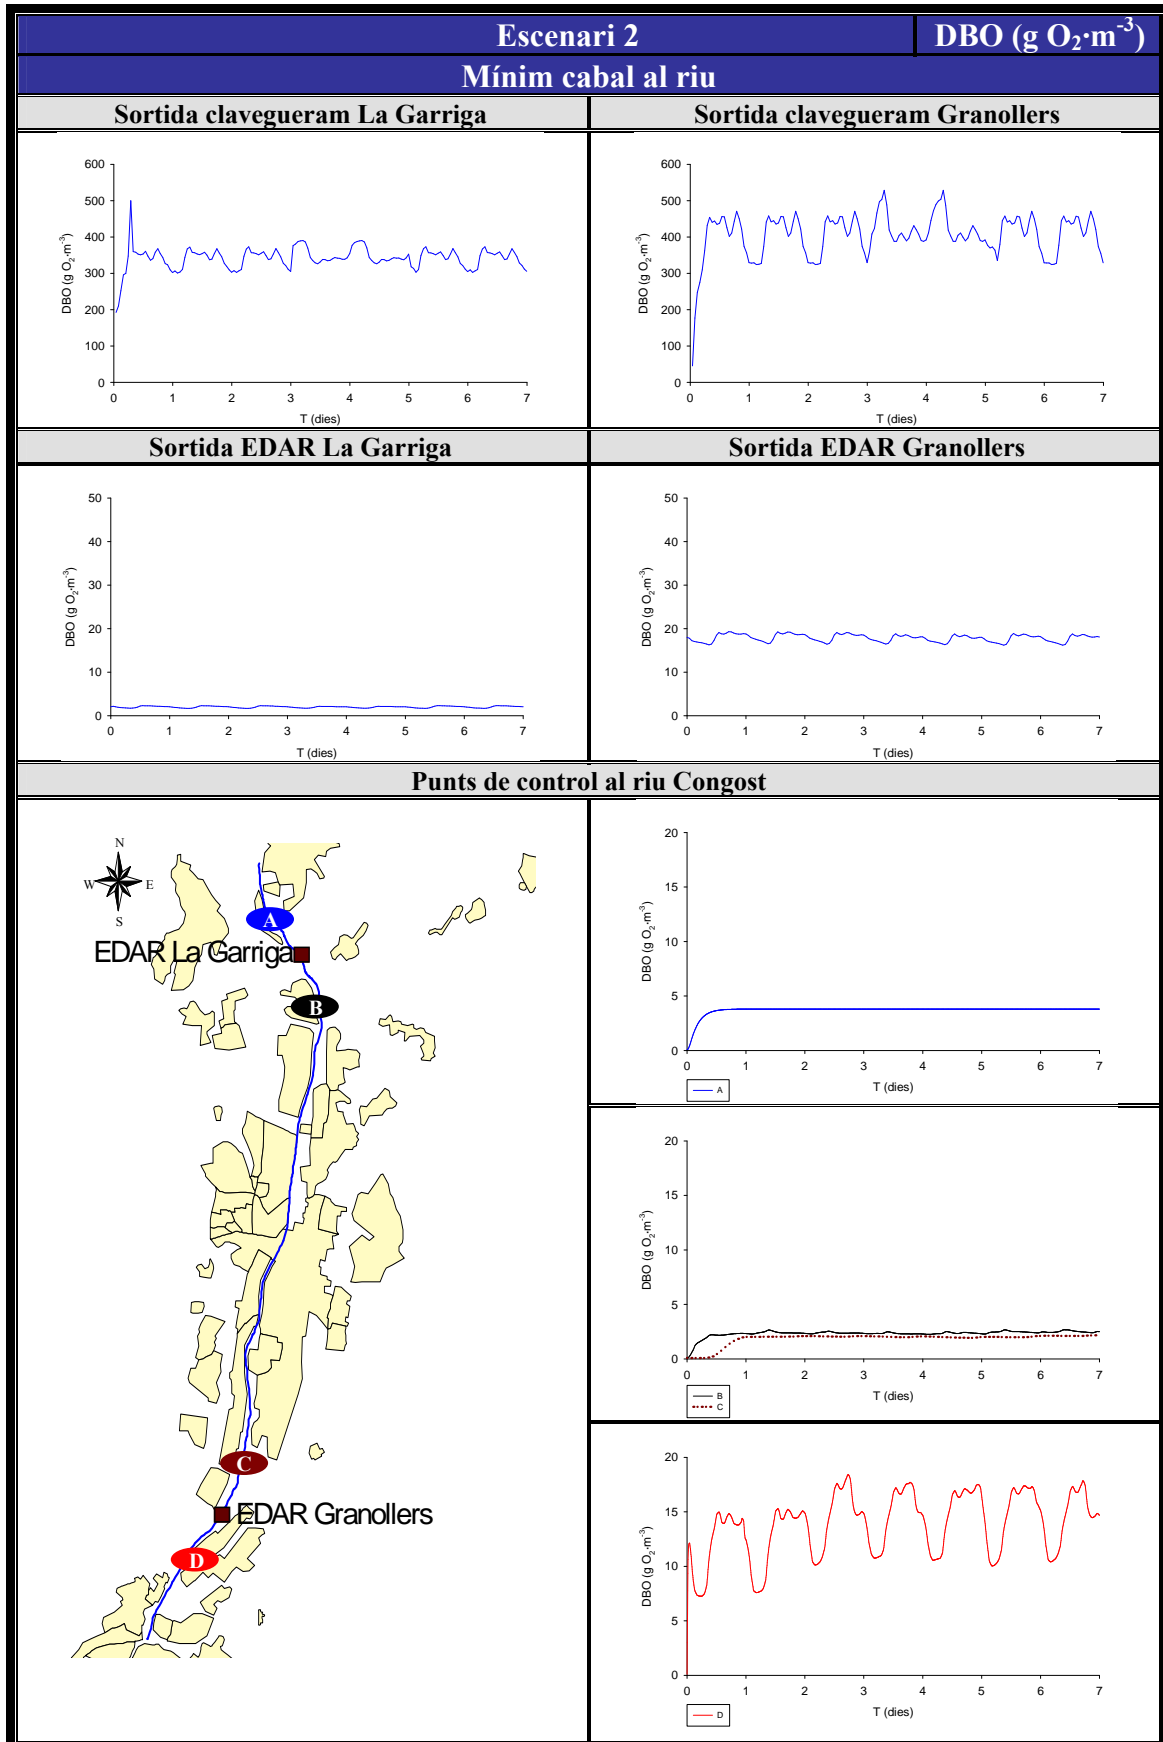 Escenari 2
DBO (g O₂·m⁻³)
Mínim cabal al riu
Sortida clavegueram La Garriga
Sortida clavegueram Granollers
600
500
400
300
200
100
0
DBO (g O₂·m⁻³)
0 1 2 3 4 5 6 7
T (dies)
600
500
400
300
200
100
0
DBO (g O₂·m⁻³)
0 1 2 3 4 5 6 7
T (dies)
Sortida EDAR La Garriga
Sortida EDAR Granollers
50
40
30
20
10
0
DBO (g O₂·m⁻³)
0 1 2 3 4 5 6 7
T (dies)
50
40
30
20
10
0
DBO (g O₂·m⁻³)
0 1 2 3 4 5 6 7
T (dies)
Punts de control al riu Congost
N
W E
S
A
EDAR La Garriga
B
C
EDAR Granollers
D
20
15
10
5
0
DBO (g O₂·m⁻³)
0 1 2 3 4 5 6 7
T (dies)
A
20
15
10
5
0
DBO (g O₂·m⁻³)
0 1 2 3 4 5 6 7
T (dies)
B
C
20
15
10
5
0
DBO (g O₂·m⁻³)
0 1 2 3 4 5 6 7
T (dies)
D